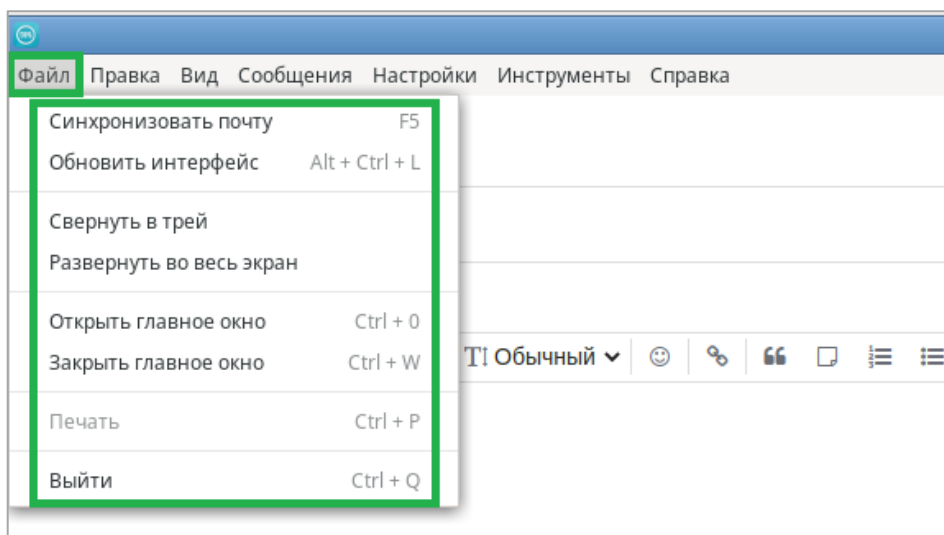 Файл Правка Вид Сообщения Настройки Инструменты Справка
Синхронизовать почту F5
Обновить интерфейс Alt + Ctrl + L
Свернуть в трей
Развернуть во весь экран
Открыть главное окно Ctrl + 0
Закрыть главное окно Ctrl + W
Обычный
Печать Ctrl + P
Выйти Ctrl + Q